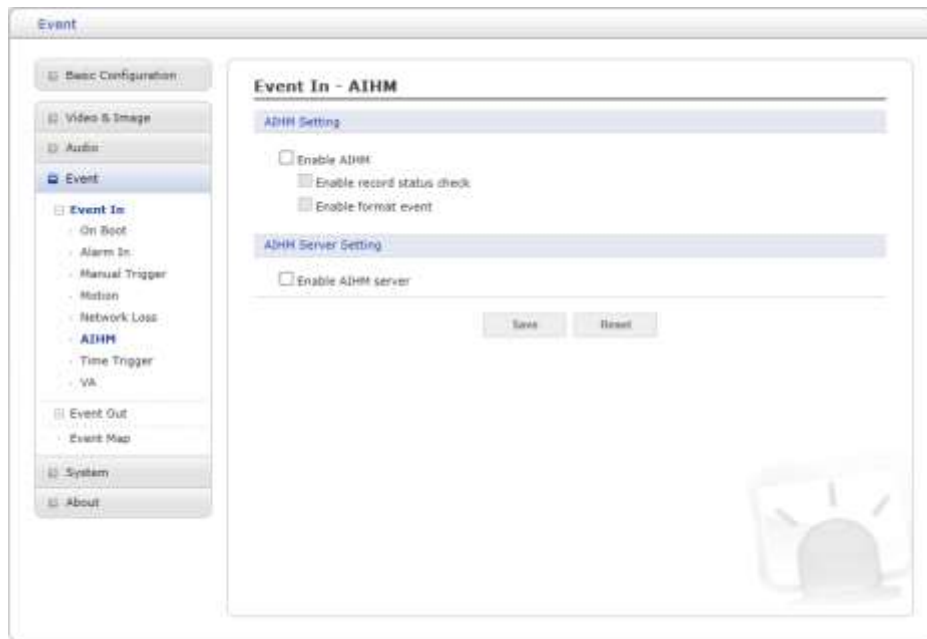 Event
Basic Configuration
Video & Image
Audio
Event
Event In
On Boot
Alarm In
Manual Trigger
Motion
Network Loss
AIHM
Time Trigger
VA
Event Out
Event Map
System
About
Event In - AIHM
AIHM Setting
Enable AIHM
Enable record status check
Enable format event
AIHM Server Setting
Enable AIHM server
Save Reset